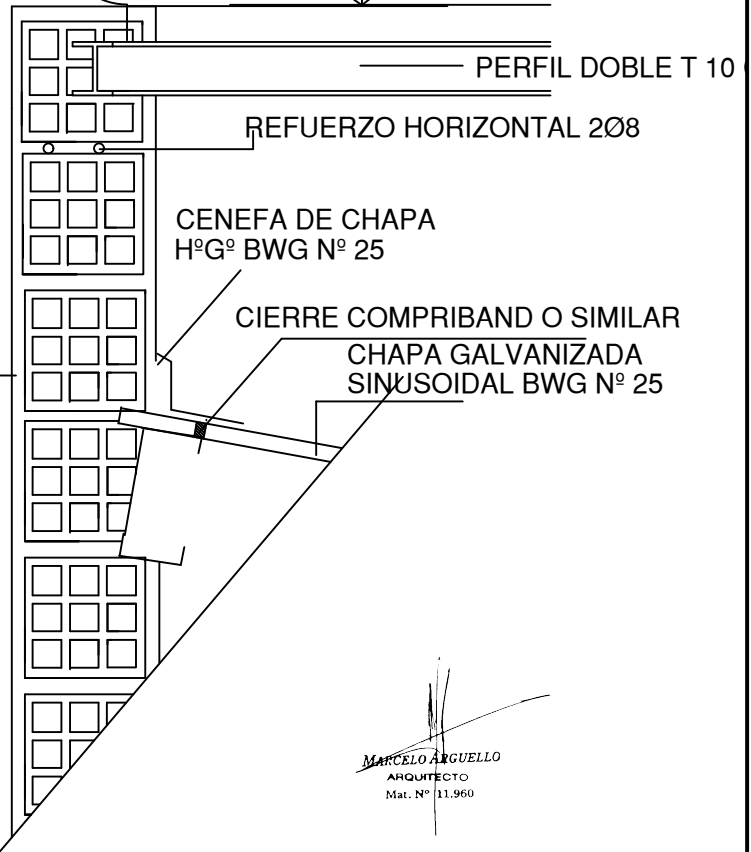 PERFIL DOBLE T 10
REFUERZO HORIZONTAL 2Ø8
CENEFA DE CHAPA
HºGº BWG Nº 25
CIERRE COMPRIBAND O SIMILAR
CHAPA GALVANIZADA
SINUSOIDAL BWG Nº 25
MARCELO ARGUELLO
ARQUITECTO
Mat. Nº 11.960